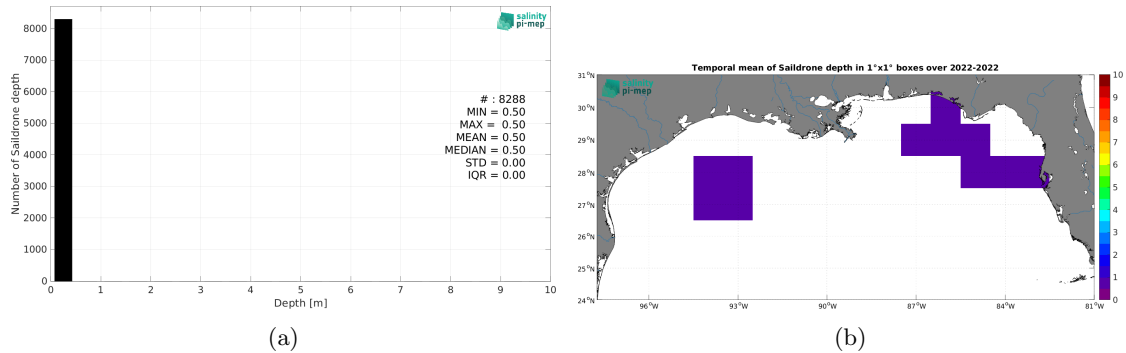 salinity
pi-mep
Number of Saildrone depth
8000
7000
6000
5000
4000
3000
2000
1000
0
# : 8288
MIN = 0.50
MAX = 0.50
MEAN = 0.50
MEDIAN = 0.50
STD = 0.00
IQR = 0.00
0 1 2 3 4 5 6 7 8 9 10
Depth [m]
(a)
Temporal mean of Saildrone depth in 1°x1° boxes over 2022-2022
salinity
pi-mep
31°N
30°N
29°N
28°N
27°N
26°N
25°N
24°N
96°W 93°W 90°W 87°W 84°W 81°W
10
9
8
7
6
5
4
3
2
1
0
(b)